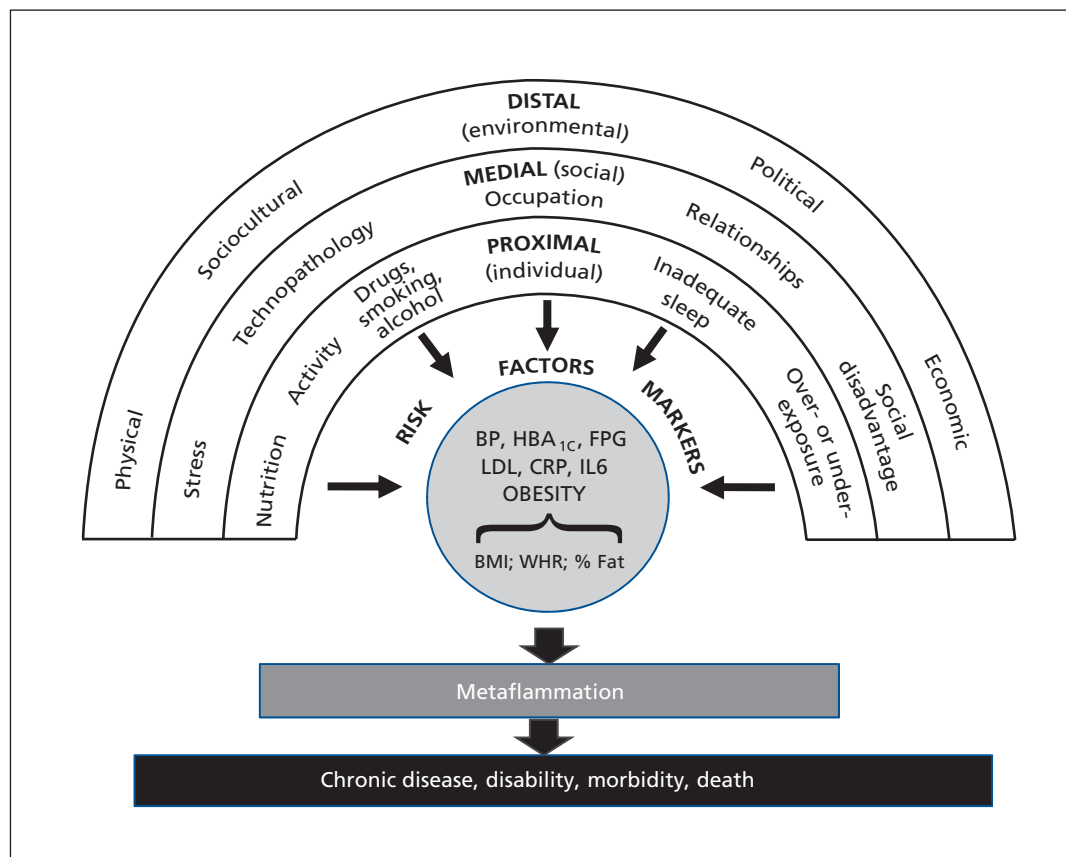 DISTAL
(environmental)
Physical
Sociocultural
Political
Economic
MEDIAL (social)
Occupation
Stress
Technopathology
Relationships
Social
disadvantage
PROXIMAL
(individual)
Nutrition
Activity
Drugs,
smoking,
alcohol
Inadequate
sleep
Over- or under-
exposure
RISK
FACTORS
MARKERS
BP, HBA1C, FPG
LDL, CRP, IL6
OBESITY
BMI; WHR; % Fat
Metaflammation
Chronic disease, disability, morbidity, death